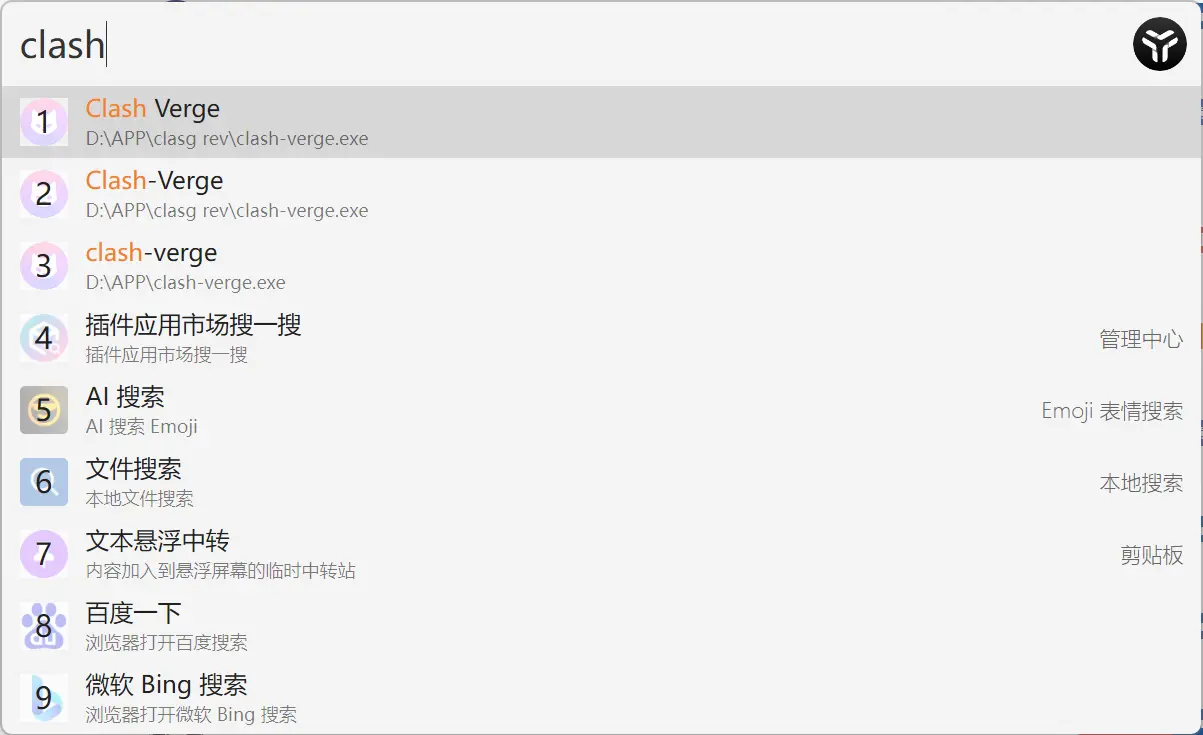 clash
1
Clash Verge
D:\APP\clasg rev\clash-verge.exe
2
Clash-Verge
D:\APP\clasg rev\clash-verge.exe
3
clash-verge
D:\APP\clash-verge.exe
4
插件应用市场搜一搜
插件应用市场搜一搜
管理中心
5
AI 搜索
AI 搜索 Emoji
Emoji 表情搜索
6
文件搜索
本地文件搜索
本地搜索
7
文本悬浮中转
内容加入到悬浮屏幕的临时中转站
剪贴板
8
百度一下
浏览器打开百度搜索
9
微软 Bing 搜索
浏览器打开微软 Bing 搜索